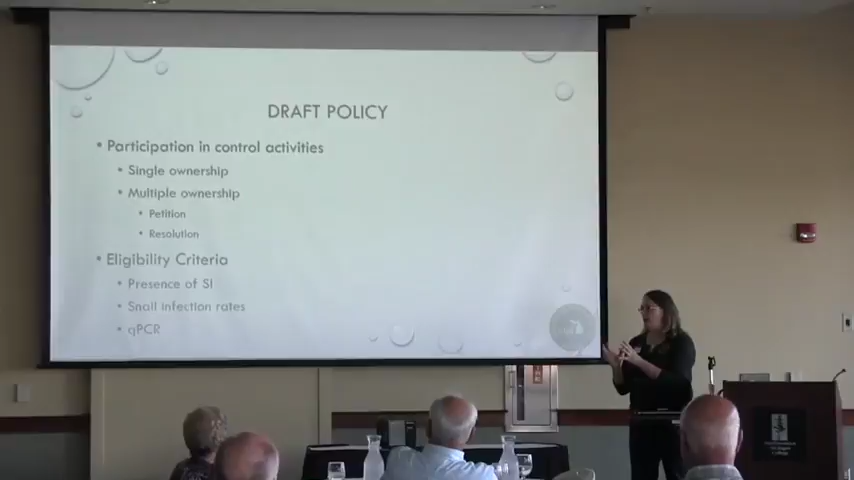 DRAFT POLICY
• Participation in control activities
• Single ownership
• Multiple ownership
• Petition
• Resolution
• Eligibility Criteria
• Presence of SI
• Snail infection rates
• qPCR